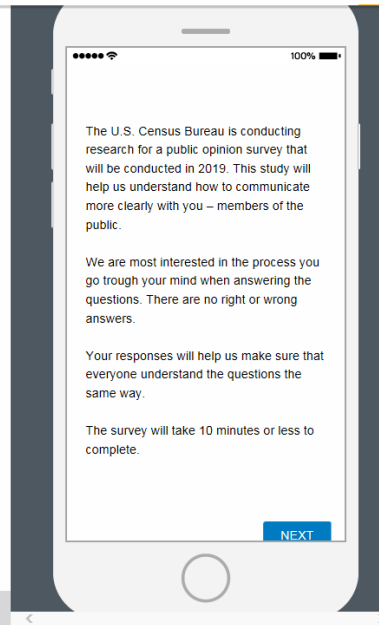 100%
The U.S. Census Bureau is conducting
research for a public opinion survey that
will be conducted in 2019. This study will
help us understand how to communicate
more clearly with you – members of the
public.
We are most interested in the process you
go trough your mind when answering the
questions. There are no right or wrong
answers.
Your responses will help us make sure that
everyone understand the questions the
same way.
The survey will take 10 minutes or less to
complete.
NEXT